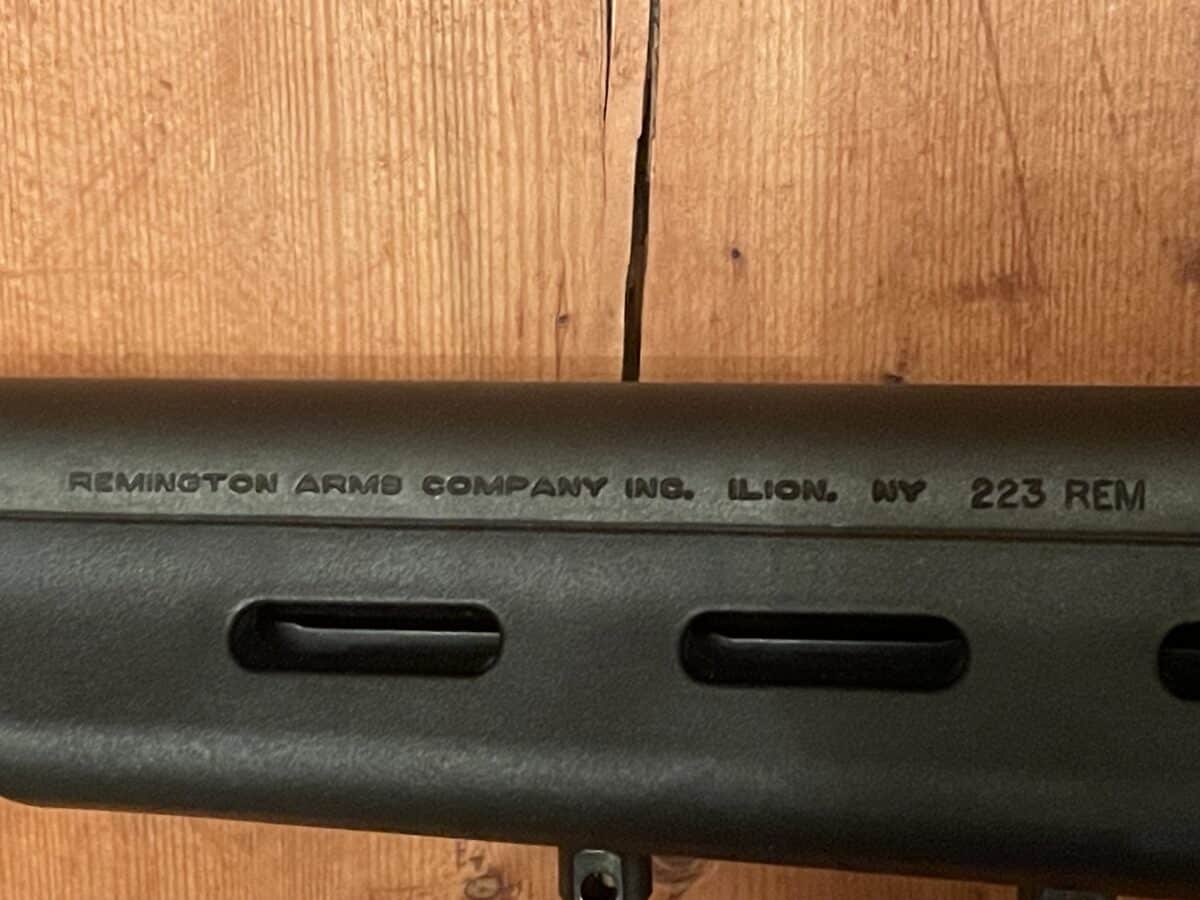 REMINGTON ARMS COMPANY INC. ILION. NY 223 REM